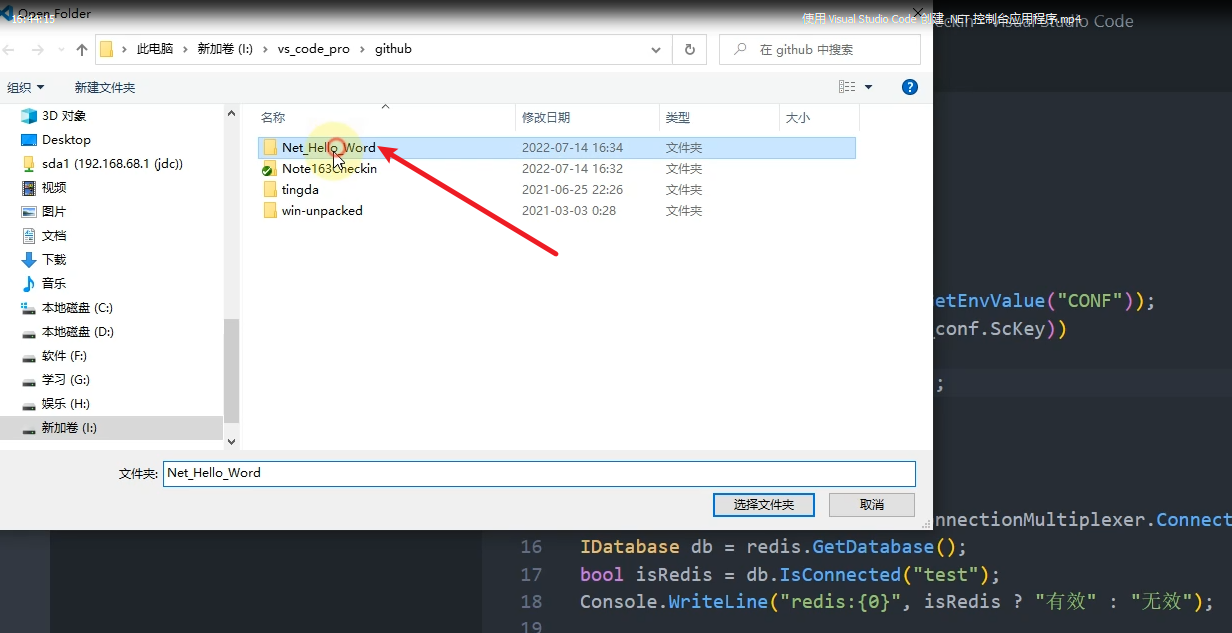 Open Folder
16:44:15
使用 Visual Studio Code 创建 .NET 控制台应用程序.mp4
Visual Studio Code
此电脑 › 新加卷 (I:) › vs_code_pro › github
在 github 中搜索
组织
新建文件夹
3D 对象
Desktop
sda1 (192.168.68.1 (jdc))
视频
图片
文档
下载
音乐
本地磁盘 (C:)
本地磁盘 (D:)
软件 (F:)
学习 (G:)
娱乐 (H:)
新加卷 (I:)
名称 修改日期 类型 大小
Net_Hello_Word 2022-07-14 16:34 文件夹
Note163Checkin 2022-07-14 16:32 文件夹
tingda 2021-06-25 22:26 文件夹
win-unpacked 2021-03-03 0:28 文件夹
文件夹: Net_Hello_Word
选择文件夹 取消
etEnvValue("CONF"));
_conf.ScKey))
;
nnectionMultiplexer.Connect
16 IDatabase db = redis.GetDatabase();
17 bool isRedis = db.IsConnected("test");
18 Console.WriteLine("redis:{0}", isRedis ? "有效" : "无效");
19